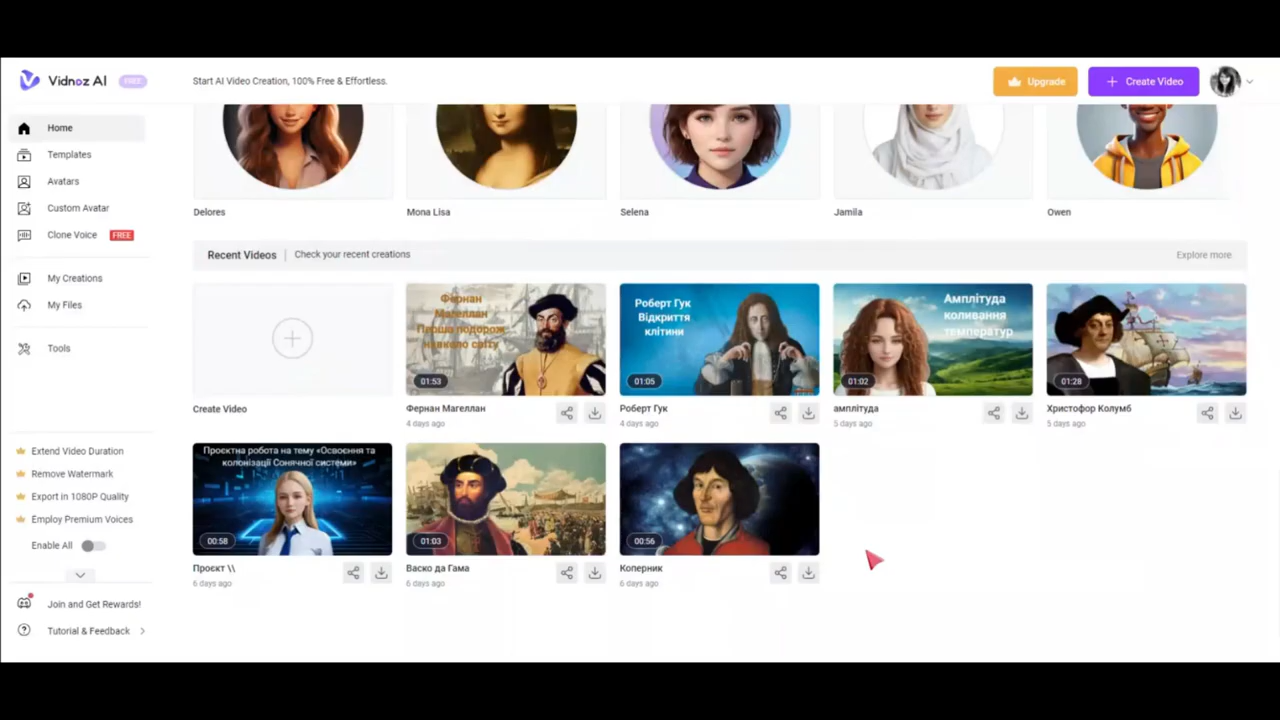 Vidnoz AI
FREE
Start AI Video Creation, 100% Free & Effortless.
Upgrade
+ Create Video
Home
Templates
Avatars
Custom Avatar
Clone Voice FREE
My Creations
My Files
Tools
Extend Video Duration
Remove Watermark
Export in 1080P Quality
Employ Premium Voices
Enable All
Join and Get Rewards!
Tutorial & Feedback
Delores
Mona Lisa
Selena
Jamila
Owen
Recent Videos | Check your recent creations
Explore more
Create Video
Фернан
Магеллан
Перша подорож
навколо світу
01:53
Фернан Магеллан
4 days ago
Роберт Гук
Відкриття
клітини
01:05
Роберт Гук
4 days ago
Амплітуда
коливання
температур
01:02
амплітуда
5 days ago
01:28
Христофор Колумб
5 days ago
Проєктна робота на тему «Освоєння та
колонізації Сонячної системи»
00:58
Проєкт \\
6 days ago
01:03
Васко да Гама
6 days ago
00:56
Коперник
6 days ago